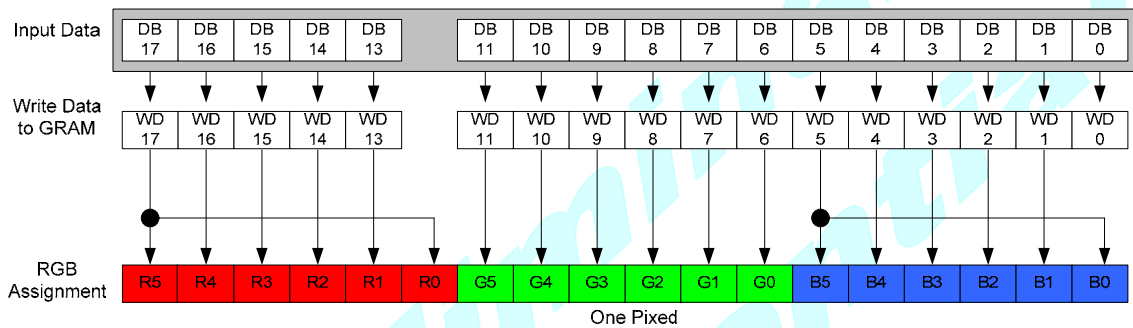 Input Data
DB DB DB DB DB DB DB DB DB DB DB DB DB DB DB DB DB
17 16 15 14 13 11 10 9 8 7 6 5 4 3 2 1 0
Write Data
to GRAM
WD WD WD WD WD WD WD WD WD WD WD WD WD WD WD WD WD
17 16 15 14 13 11 10 9 8 7 6 5 4 3 2 1 0
RGB
Assignment
R5 R4 R3 R2 R1 R0 G5 G4 G3 G2 G1 G0 B5 B4 B3 B2 B1 B0
One Pixed